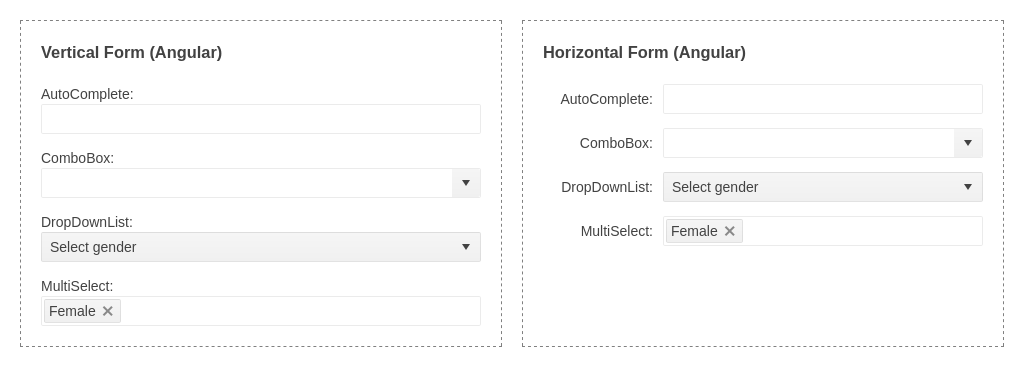 Vertical Form (Angular)
AutoComplete:
ComboBox:
DropDownList:
Select gender
MultiSelect:
Female
Horizontal Form (Angular)
AutoComplete:
ComboBox:
DropDownList:
Select gender
MultiSelect:
Female